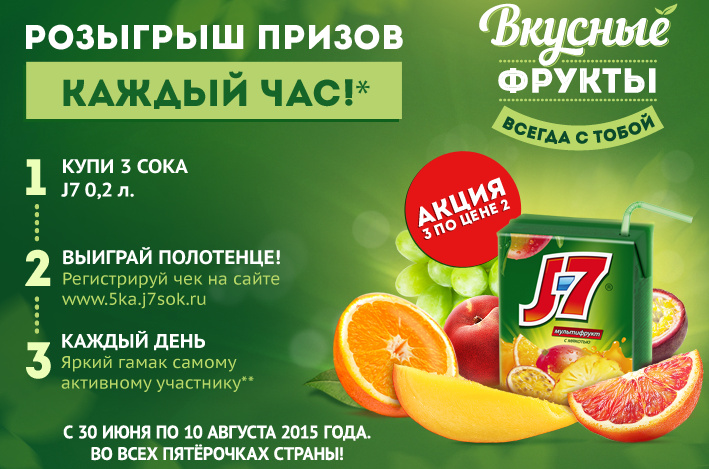 РОЗЫГРЫШ ПРИЗОВ
КАЖДЫЙ ЧАС!*
Вкусные
ФРУКТЫ
ВСЕГДА С ТОБОЙ
1 КУПИ 3 СОКА
J7 0,2 л.
2 ВЫИГРАЙ ПОЛОТЕНЦЕ!
Регистрируй чек на сайте
www.5ka.j7sok.ru
3 КАЖДЫЙ ДЕНЬ
Яркий гамак самому
активному участнику**
АКЦИЯ
3 ПО ЦЕНЕ 2
J-7
®
мультифрукт
с мякотью
С 30 ИЮНЯ ПО 10 АВГУСТА 2015 ГОДА.
ВО ВСЕХ ПЯТЁРОЧКАХ СТРАНЫ!